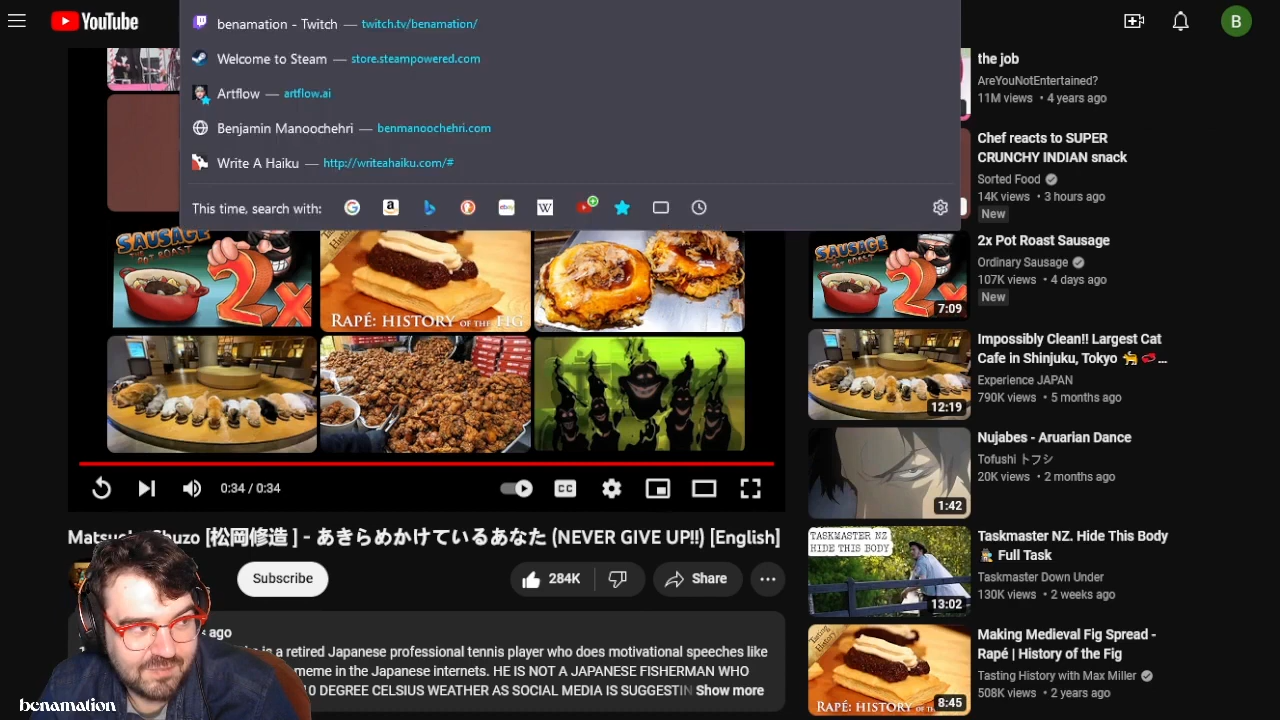 YouTube
benamation - Twitch — twitch.tv/benamation/
Welcome to Steam — store.steampowered.com
Artflow — artflow.ai
Benjamin Manoochehri — benmanoochehri.com
Write A Haiku — http://writeahaiku.com/#
This time, search with:
B
SAUSAGE
2x
RAPÉ: HISTORY OF THE FIG
0:34 / 0:34
CC
[松岡修造 ] - あきらめかけているあなた (NEVER GIVE UP!!) [English]
Subscribe
284K
Share
ago
is a retired Japanese professional tennis player who does motivational speeches like
meme in the Japanese internets. HE IS NOT A JAPANESE FISHERMAN WHO
10 DEGREE CELSIUS WEATHER AS SOCIAL MEDIA IS SUGGESTIN Show more
benamation
the job
AreYouNotEntertained?
11M views • 4 years ago
Chef reacts to SUPER
CRUNCHY INDIAN snack
Sorted Food
14K views • 3 hours ago
New
SAUSAGE
2x
7:09
2x Pot Roast Sausage
Ordinary Sausage
107K views • 4 days ago
New
12:19
Impossibly Clean!! Largest Cat
Cafe in Shinjuku, Tokyo 🐈 ...
Experience JAPAN
790K views • 5 months ago
1:42
Nujabes - Aruarian Dance
Tofushi トフシ
20K views • 2 months ago
TASKMASTER NZ
HIDE THIS BODY
13:02
Taskmaster NZ. Hide This Body
Full Task
Taskmaster Down Under
130K views • 2 weeks ago
RAPÉ: HISTORY OF
8:45
Making Medieval Fig Spread -
Rapé | History of the Fig
Tasting History with Max Miller
508K views • 2 years ago